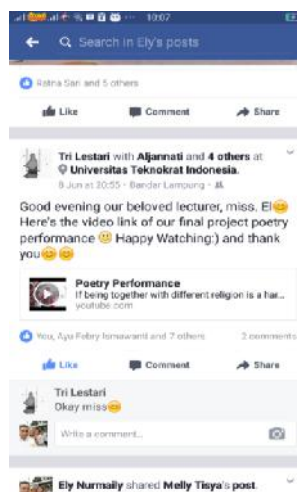 10:07
Search in Ely's posts
Ratna Sari and 5 others
Like Comment Share
Tri Lestari with Aljannati and 4 others at
Universitas Teknokrat Indonesia.
8 Jun at 20:55 · Bandar Lampung ·
Good evening our beloved lecturer, miss. El😊
Here's the video link of our final project poetry
performance 🙂 Happy Watching:) and thank
you😊😊
Poetry Performance
If being together with different religion is a har...
youtube.com
You, Ayu Febry Ismawanti and 7 others 2 comments
Like Comment Share
Tri Lestari
Okay miss😊
Write a comment...
Ely Nurmaily shared Melly Tisya's post.